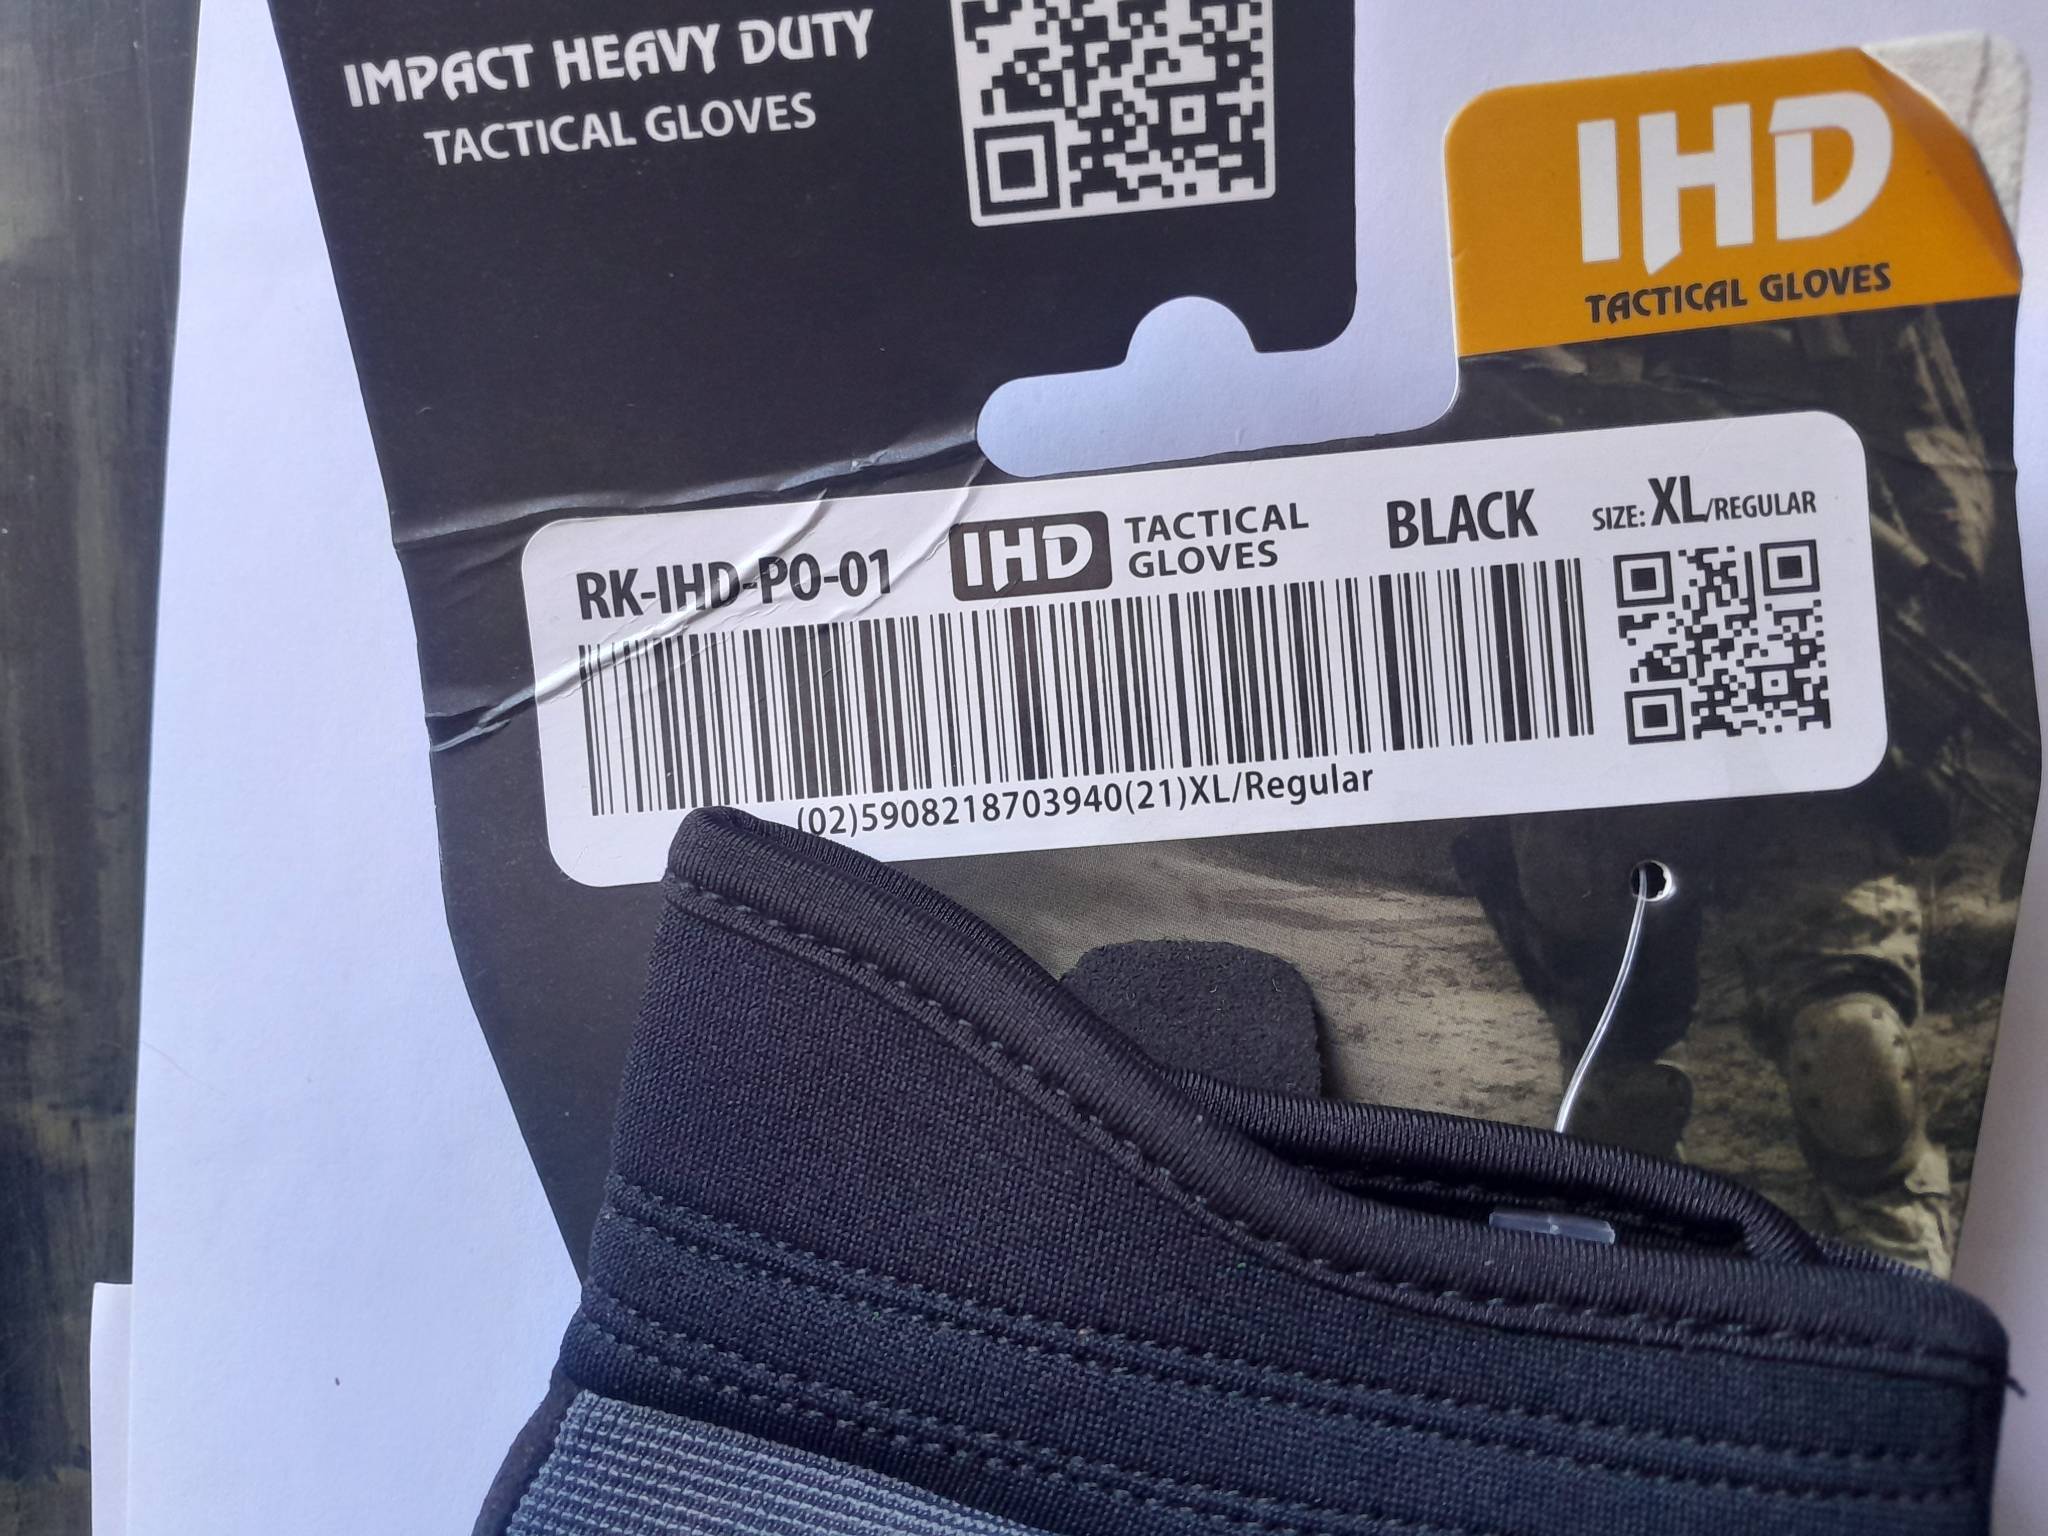 IMPACT HEAVY DUTY
TACTICAL GLOVES
IHD
TACTICAL GLOVES
RK-IHD-PO-01
IHD
TACTICAL
GLOVES
BLACK
SIZE: XL/REGULAR
(02)5908218703940(21)XL/Regular